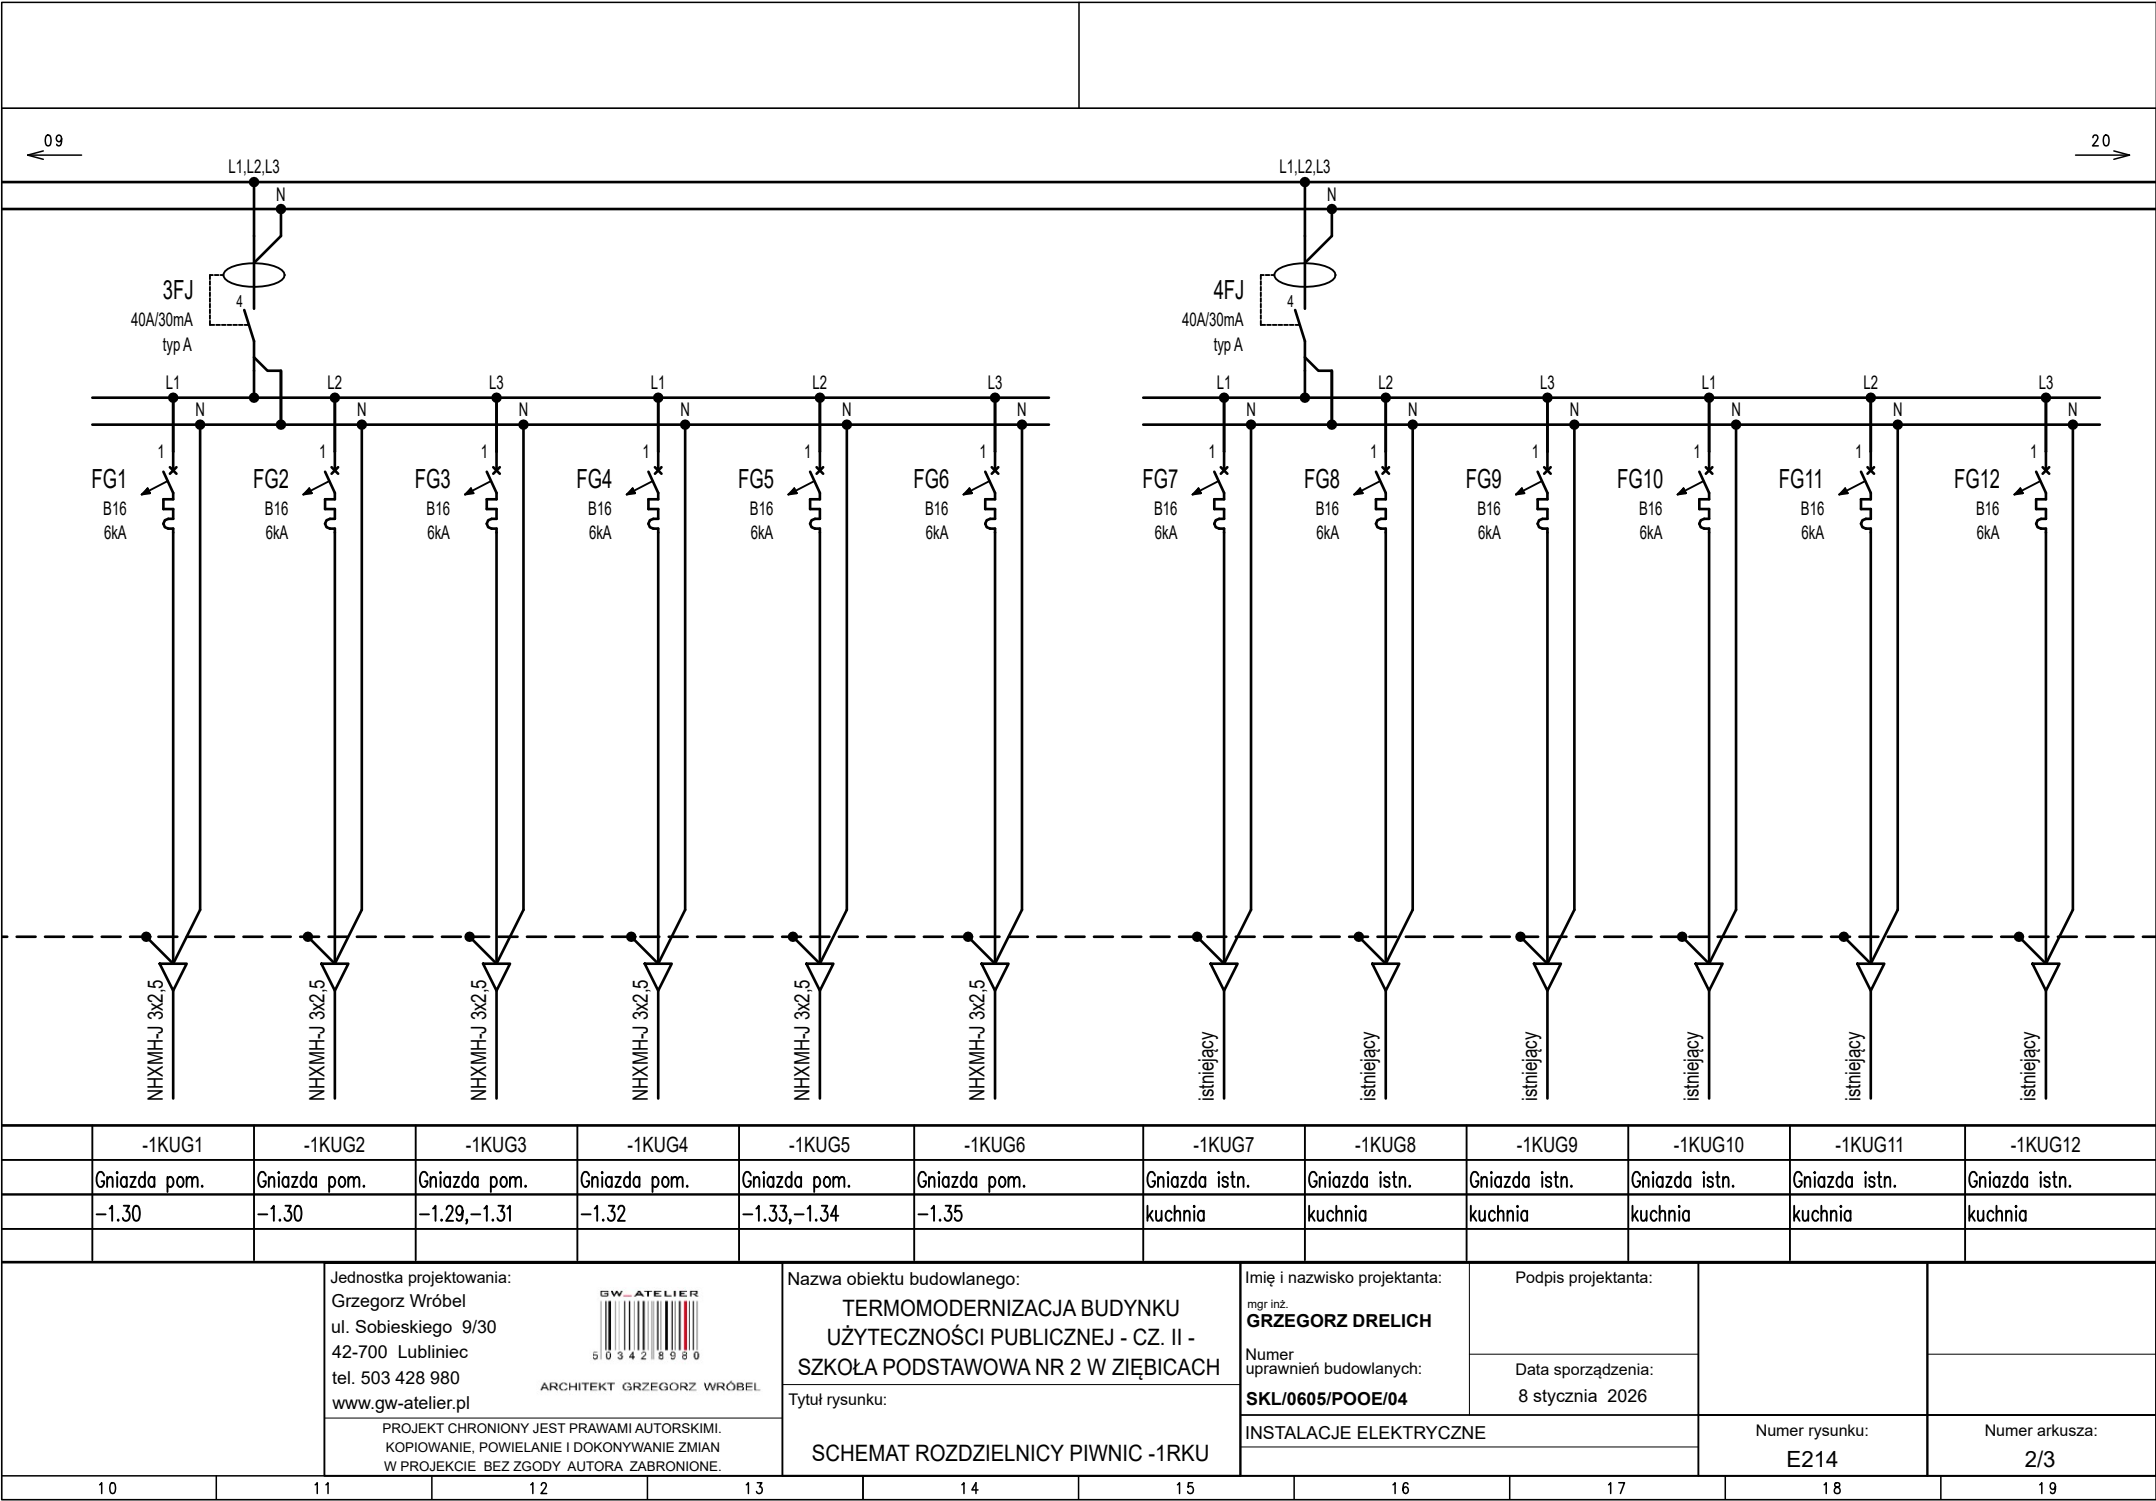 09
20
L1,L2,L3
N
L1,L2,L3
N
3FJ
4
40A/30mA
typ A
4FJ
4
40A/30mA
typ A
L1 N L2 N L3 N L1 N L2 N L3 N
L1 N L2 N L3 N L1 N L2 N L3 N
1 1 1 1 1 1 1 1 1 1 1 1
FG1 FG2 FG3 FG4 FG5 FG6 FG7 FG8 FG9 FG10 FG11 FG12
B16 B16 B16 B16 B16 B16 B16 B16 B16 B16 B16 B16
6kA 6kA 6kA 6kA 6kA 6kA 6kA 6kA 6kA 6kA 6kA 6kA
NHXMH-J 3x2,5
NHXMH-J 3x2,5
NHXMH-J 3x2,5
NHXMH-J 3x2,5
NHXMH-J 3x2,5
NHXMH-J 3x2,5
istniejący
istniejący
istniejący
istniejący
istniejący
istniejący
-1KUG1 -1KUG2 -1KUG3 -1KUG4 -1KUG5 -1KUG6 -1KUG7 -1KUG8 -1KUG9 -1KUG10 -1KUG11 -1KUG12
Gniazda pom. Gniazda pom. Gniazda pom. Gniazda pom. Gniazda pom. Gniazda pom. Gniazda istn. Gniazda istn. Gniazda istn. Gniazda istn. Gniazda istn. Gniazda istn.
-1.30 -1.30 -1.29,-1.31 -1.32 -1.33,-1.34 -1.35 kuchnia kuchnia kuchnia kuchnia kuchnia kuchnia
Jednostka projektowania:
Grzegorz Wróbel
ul. Sobieskiego 9/30
42-700 Lubliniec
tel. 503 428 980
www.gw-atelier.pl
GW_ATELIER
503428980
ARCHITEKT GRZEGORZ WRÓBEL
PROJEKT CHRONIONY JEST PRAWAMI AUTORSKIMI.
KOPIOWANIE, POWIELANIE I DOKONYWANIE ZMIAN
W PROJEKCIE BEZ ZGODY AUTORA ZABRONIONE.
Nazwa obiektu budowlanego:
TERMOMODERNIZACJA BUDYNKU
UŻYTECZNOŚCI PUBLICZNEJ - CZ. II -
SZKOŁA PODSTAWOWA NR 2 W ZIĘBICACH
Tytuł rysunku:
SCHEMAT ROZDZIELNICY PIWNIC -1RKU
Imię i nazwisko projektanta:
mgr inż.
GRZEGORZ DRELICH
Numer
uprawnień budowlanych:
SKL/0605/POOE/04
Podpis projektanta:
Data sporządzenia:
8 stycznia 2026
INSTALACJE ELEKTRYCZNE
Numer rysunku:
E214
Numer arkusza:
2/3
10 11 12 13 14 15 16 17 18 19